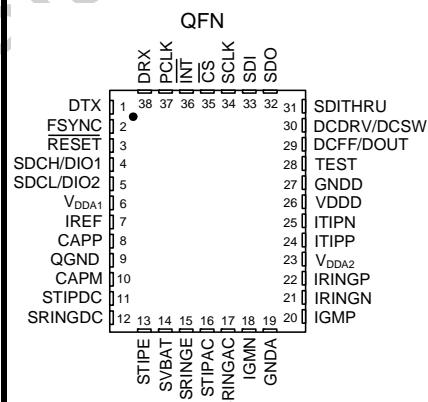 QFN
DRX
PCLK
INT
CS
SCLK
SDI
SDO
38 37 36 35 34 33 32
DTX 1
FSYNC 2
RESET 3
SDCH/DIO1 4
SDCL/DIO2 5
VDDA1 6
IREF 7
CAPP 8
QGND 9
CAPM 10
STIPDC 11
SRINGDC 12
31 SDITHRU
30 DCDRV/DCSW
29 DCFF/DOUT
28 TEST
27 GNDD
26 VDDD
25 ITIPN
24 ITIPP
23 VDDA2
22 IRINGP
21 IRINGN
20 IGMP
13 14 15 16 17 18 19
STIPE
SVBAT
SRINGE
STIPAC
RINGAC
IGMN
GNDA